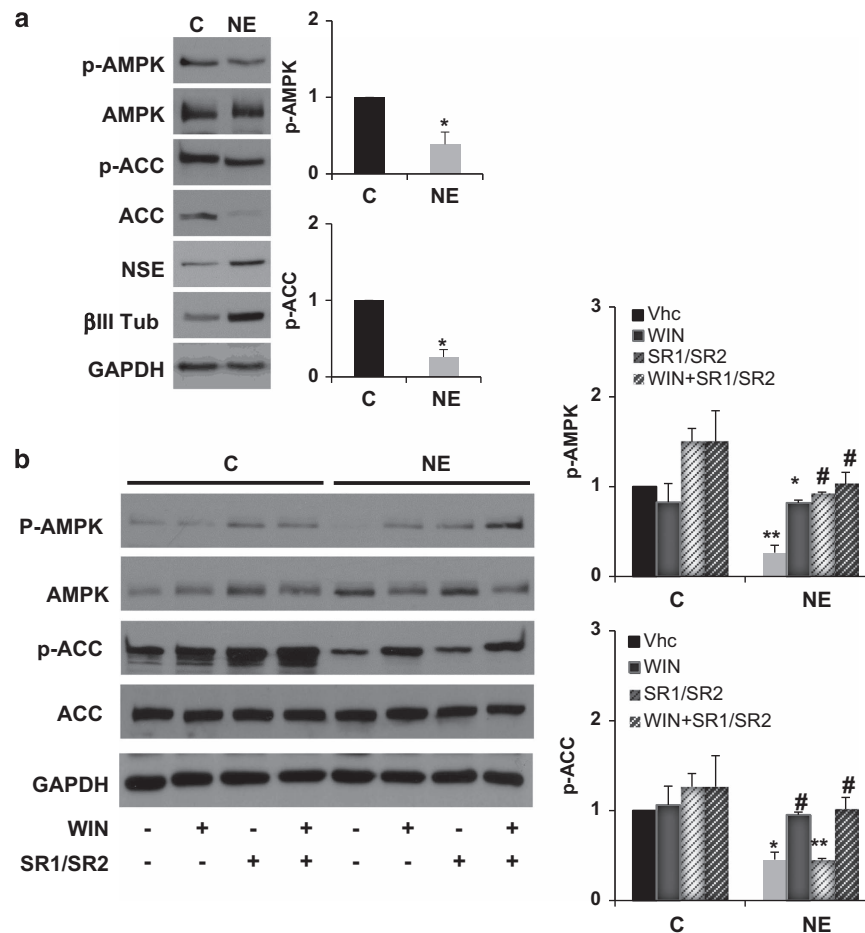 a
C NE
p-AMPK
AMPK
p-ACC
ACC
NSE
βIII Tub
GAPDH
p-AMPK
2
1
0
*
C NE
p-ACC
2
1
0
*
C NE
b
C NE
P-AMPK
AMPK
p-ACC
ACC
GAPDH
WIN - + - + - + - +
SR1/SR2 - - + + - - + +
p-AMPK
3
2
1
0
Vhc
WIN
SR1/SR2
WIN+SR1/SR2
** * # #
C NE
p-ACC
3
2
1
0
Vhc
WIN
SR1/SR2
WIN+SR1/SR2
* # ** #
C NE